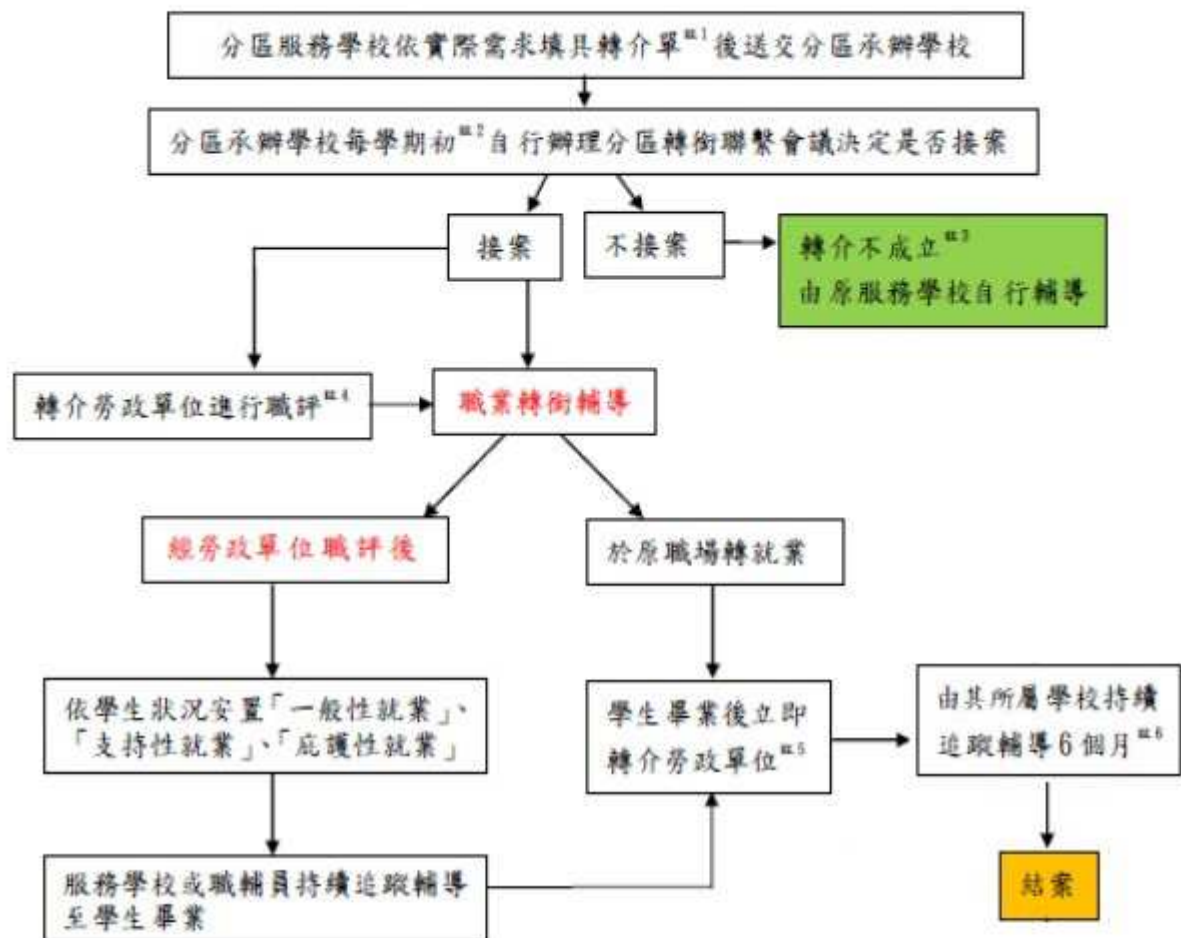 分區服務學校依實際需求填具轉介單註1後送交分區承辦學校
分區承辦學校每學期初註2自行辦理分區轉銜聯繫會議決定是否接案
接案
不接案
轉介不成立註3
由原服務學校自行輔導
轉介勞政單位進行職評註4
職業轉銜輔導
經勞政單位職評後
於原職場轉就業
依學生狀況安置「一般性就業」、
「支持性就業」、「庇護性就業」
學生畢業後立即
轉介勞政單位註5
由其所屬學校持續
追蹤輔導6個月註6
服務學校或職輔員持續追蹤輔導
至學生畢業
結案